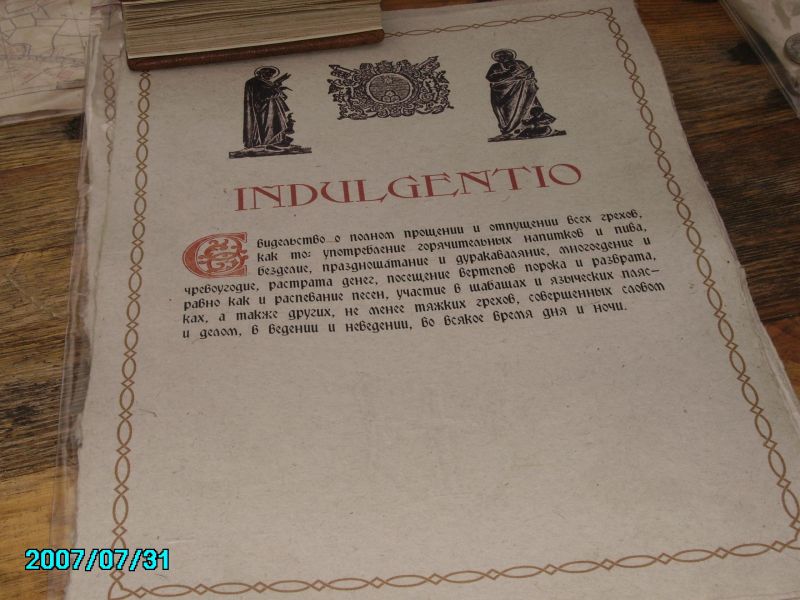 INDULGENTIO
Свидельство о полном прощении и отпущении всех грехов,
как то: употребление горячительных напитков и пива,
безделие, праздношатание и дуракаваляние, многоедение и
чревоугодие, растрата денег, посещение вертепов порока и разврата,
равно как и распевание песен, участие в шабашах и языческих пляс-
ках, а также других, не менее тяжких грехов, совершенных словом
и делом, в ведении и неведении, во всякое время дня и ночи.
2007/07/31